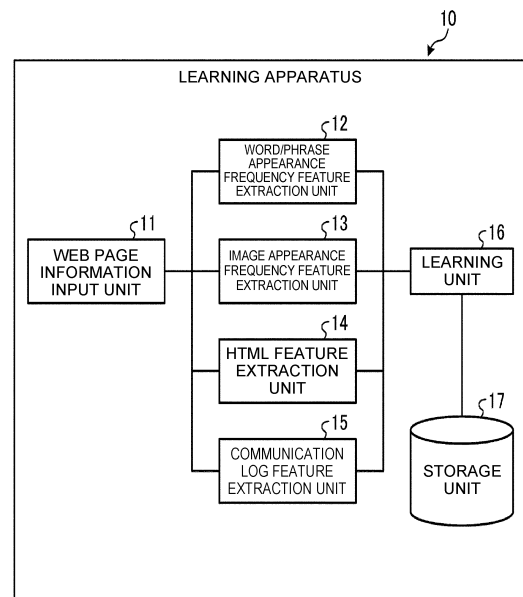 10
LEARNING APPARATUS
12
WORD/PHRASE
APPEARANCE
FREQUENCY FEATURE
EXTRACTION UNIT
11
WEB PAGE
INFORMATION
INPUT UNIT
13
IMAGE APPEARANCE
FREQUENCY FEATURE
EXTRACTION UNIT
16
LEARNING
UNIT
14
HTML FEATURE
EXTRACTION
UNIT
15
COMMUNICATION
LOG FEATURE
EXTRACTION UNIT
17
STORAGE
UNIT